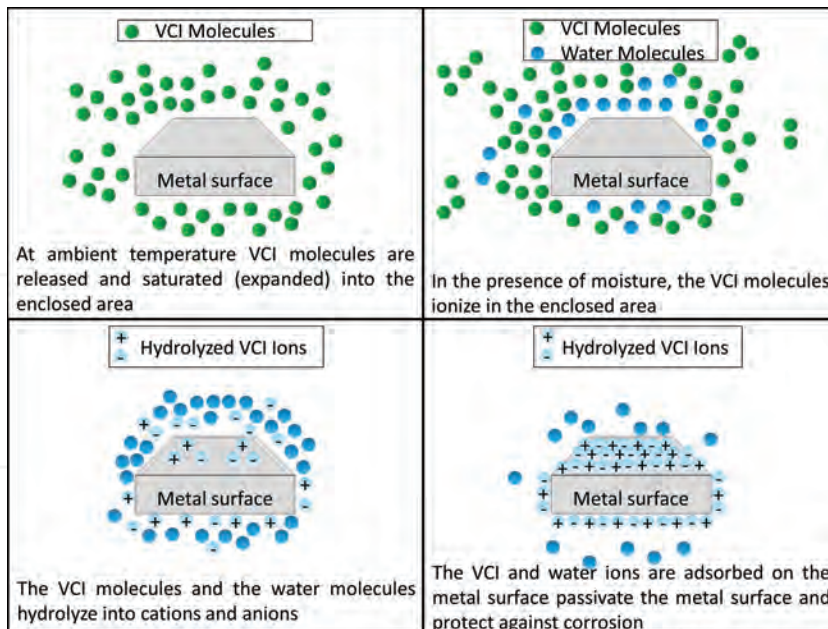 VCI Molecules
Metal surface
At ambient temperature VCI molecules are
released and saturated (expanded) into the
enclosed area
VCI Molecules
Water Molecules
Metal surface
In the presence of moisture, the VCI molecules
ionize in the enclosed area
+ Hydrolyzed VCI Ions
-
Metal surface
The VCI molecules and the water molecules
hydrolyze into cations and anions
+ Hydrolyzed VCI Ions
-
Metal surface
The VCI and water ions are adsorbed on the
metal surface passivate the metal surface and
protect against corrosion